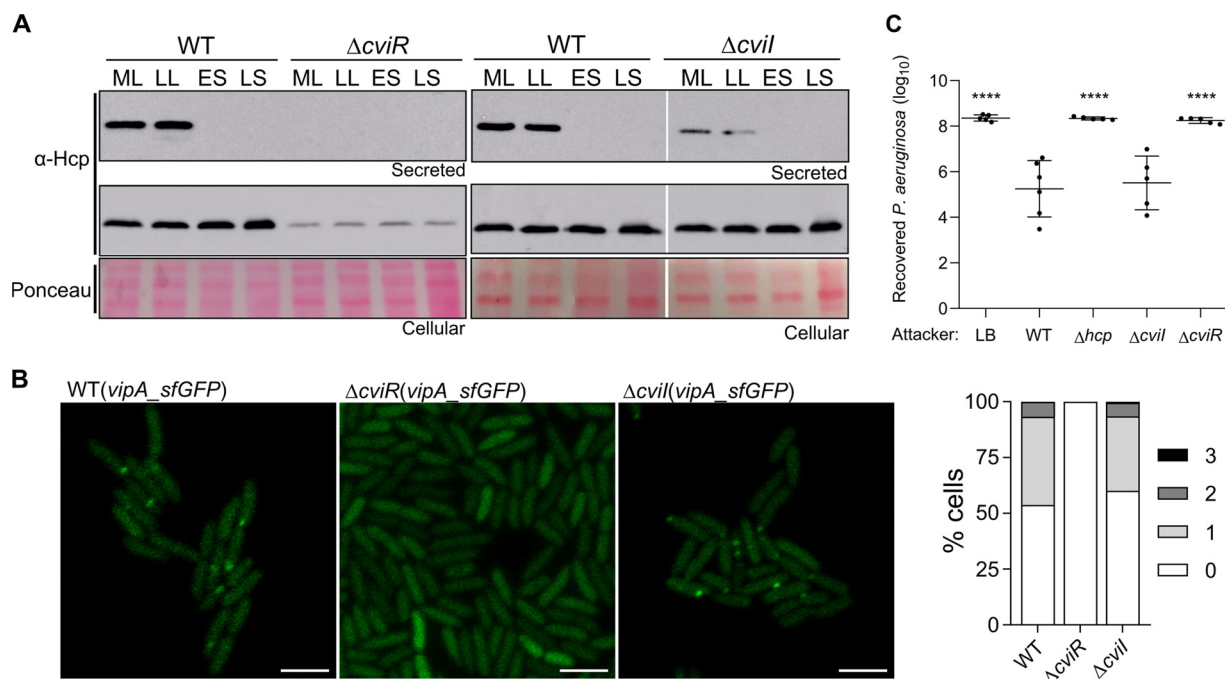 A
WT ΔcviR WT ΔcviI
ML LL ES LS ML LL ES LS ML LL ES LS ML LL ES LS
α-Hcp
Secreted Secreted
Ponceau
Cellular Cellular
C
Recovered P. aeruginosa (log10)
10
8
6
4
2
0
**** **** ****
Attacker: LB WT Δhcp ΔcviI ΔcviR
B
WT(vipA_sfGFP) ΔcviR(vipA_sfGFP) ΔcviI(vipA_sfGFP)
% cells
100
75
50
25
0
WT ΔcviR ΔcviI
3
2
1
0